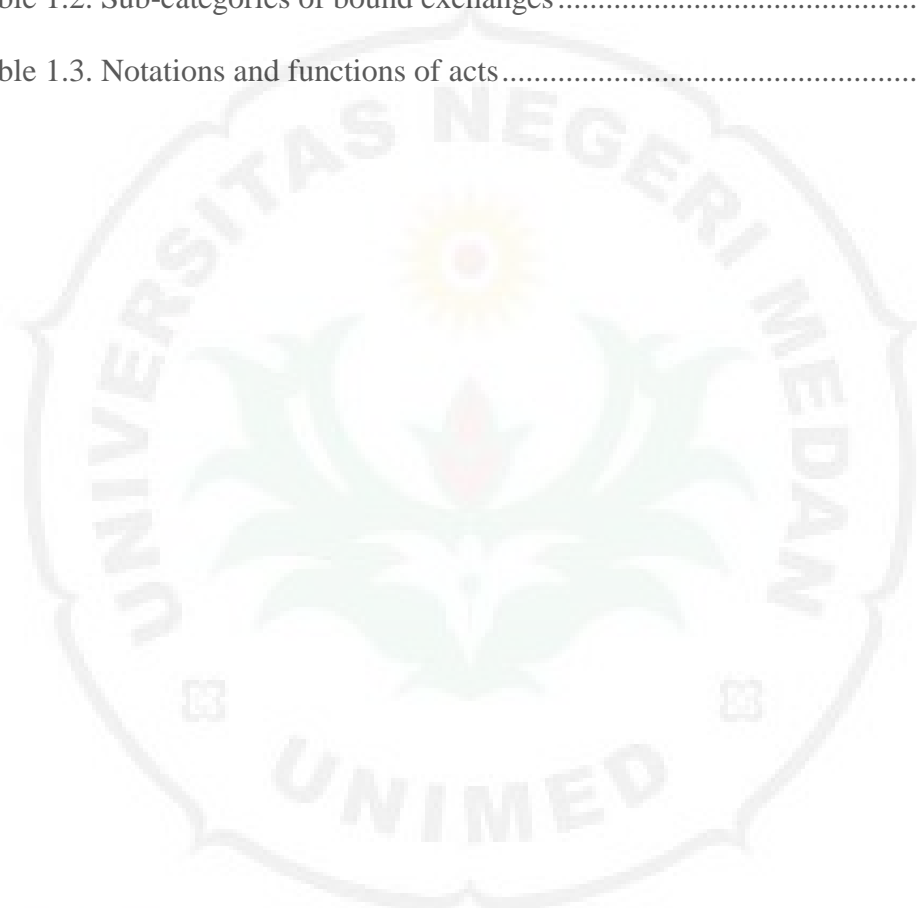 ble 1.2. Sub-categories of bound exchanges........................................................
ble 1.3. Notations and functions of acts................................................................
UNIVERSITAS NEGERI MEDAN
UNIMED